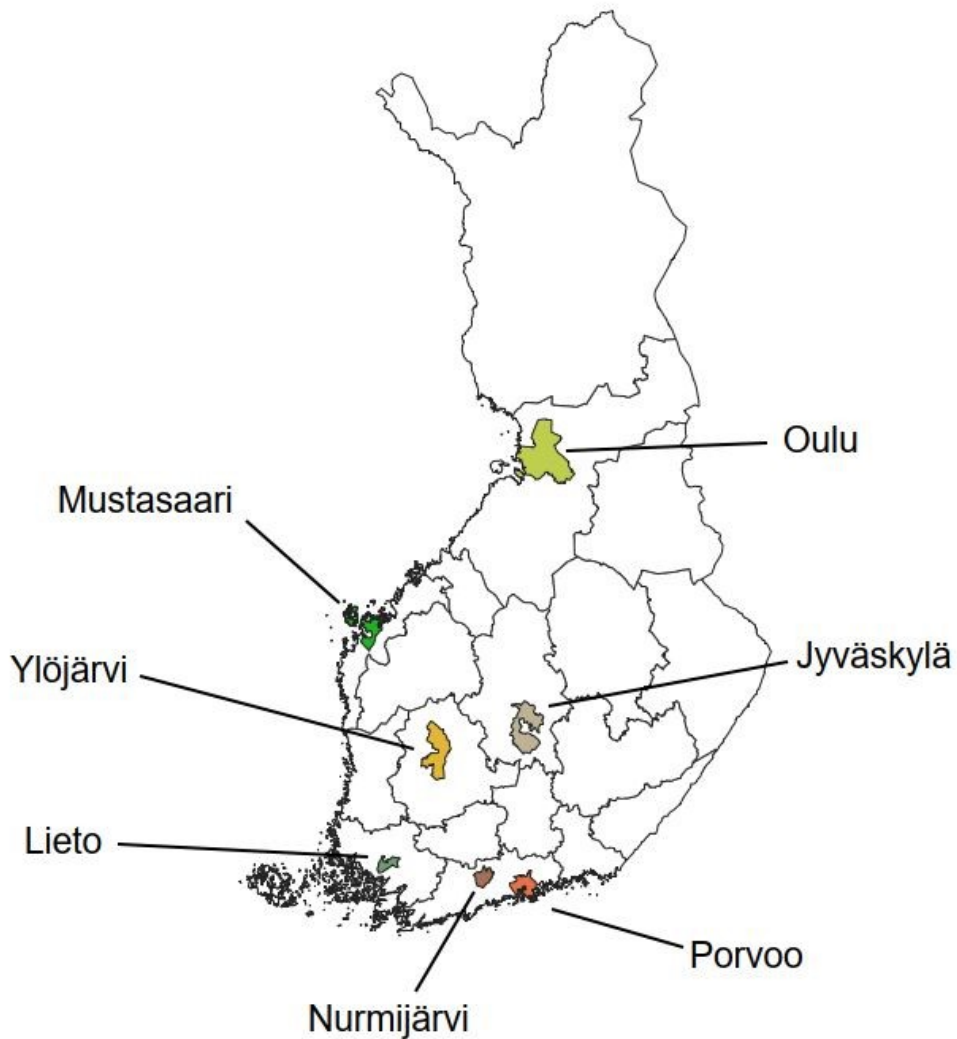 Oulu
Mustasaari
Jyväskylä
Ylöjärvi
Lieto
Porvoo
Nurmijärvi